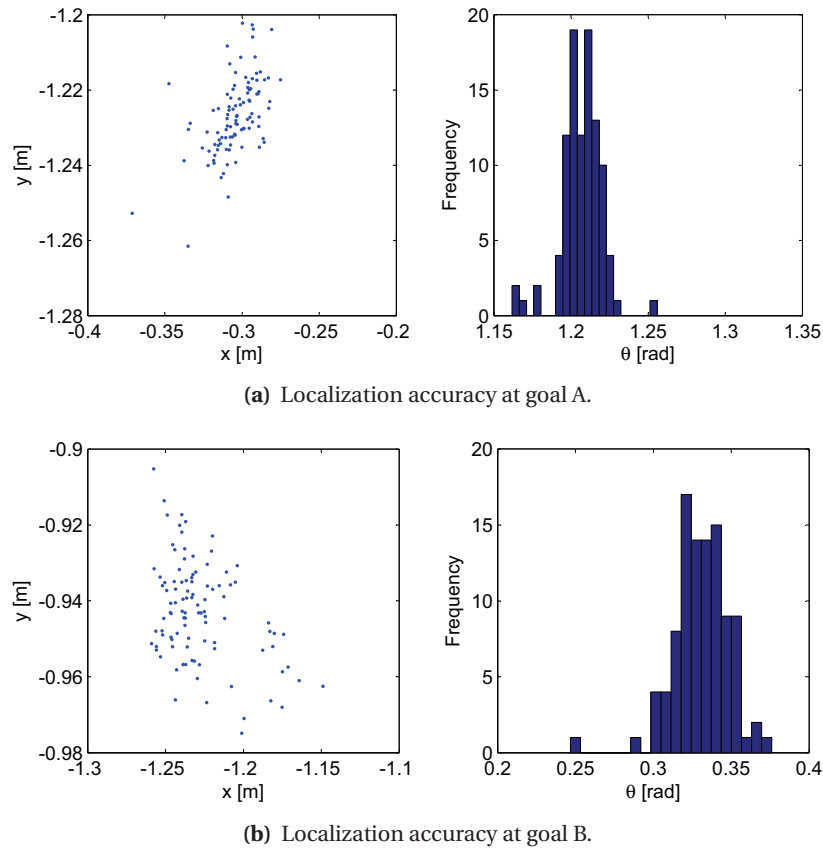 -1.2
-1.22
-1.24
-1.26
-1.28
y [m]
-0.4 -0.35 -0.3 -0.25 -0.2
x [m]
20
15
10
5
0
Frequency
1.15 1.2 1.25 1.3 1.35
θ [rad]
(a) Localization accuracy at goal A.
-0.9
-0.92
-0.94
-0.96
-0.98
y [m]
-1.3 -1.25 -1.2 -1.15 -1.1
x [m]
20
15
10
5
0
Frequency
0.2 0.25 0.3 0.35 0.4
θ [rad]
(b) Localization accuracy at goal B.